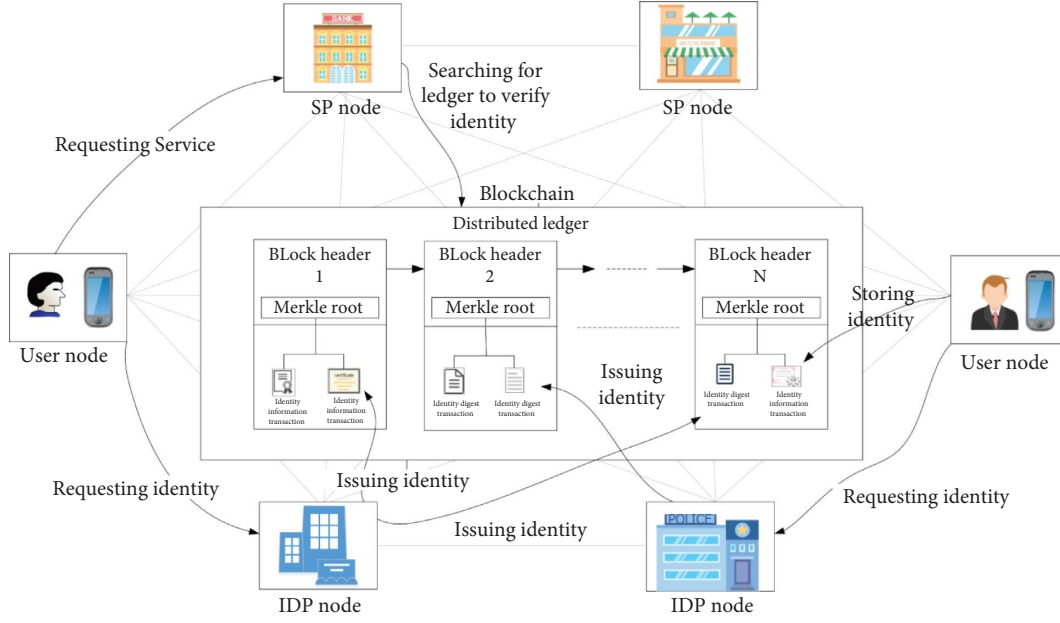 BANK
SP node
RESTAURANT
SP node
Searching for
ledger to verify
identity
Requesting Service
Blockchain
Distributed ledger
BLock header
1
Merkle root
Identity
information
transaction
certificate
Identity
information
transaction
BLock header
2
Merkle root
Identity digest
transaction
Identity digest
transaction
BLock header
N
Merkle root
Identity digest
transaction
Identity
information
transaction
User node
Storing
identity
User node
Issuing
identity
Requesting identity
Issuing identity
Issuing identity
Requesting identity
IDP node
POLICE
IDP node